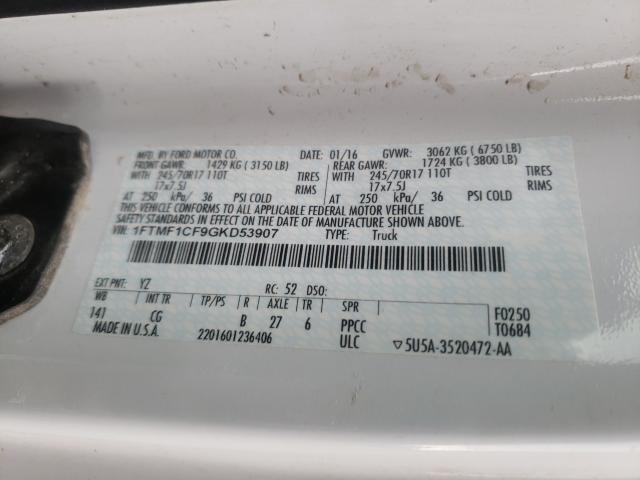 MFD. BY FORD MOTOR CO. 01/16 GVWR: 3062 KG ( 6750 LB)
FRONT GAWR: 1429 KG ( 3150 LB) REAR GAWR: 1724 KG ( 3800 LB)
WITH 245/70R17 110T TIRES WITH 245/70R17 110T TIRES
17x7.5J RIMS 17x7.5J RIMS
AT 250 kPa/ 36 PSI COLD AT 250 kPa/ 36 PSI COLD
THIS VEHICLE CONFORMS TO ALL APPLICABLE FEDERAL MOTOR VEHICLE
SAFETY STANDARDS IN EFFECT ON THE DATE OF MANUFACTURE SHOWN ABOVE.
VIN: 1FTMF1CF9GKD53907 TYPE: Truck
EXT PNT: YZ RC: 52 DSO:
WB INT TR TP/PS R AXLE TR SPR F0250
141 CG B 27 6 PPCC T0684
MADE IN U.S.A. 2201601236406 ULC ▽5U5A-3520472-AA